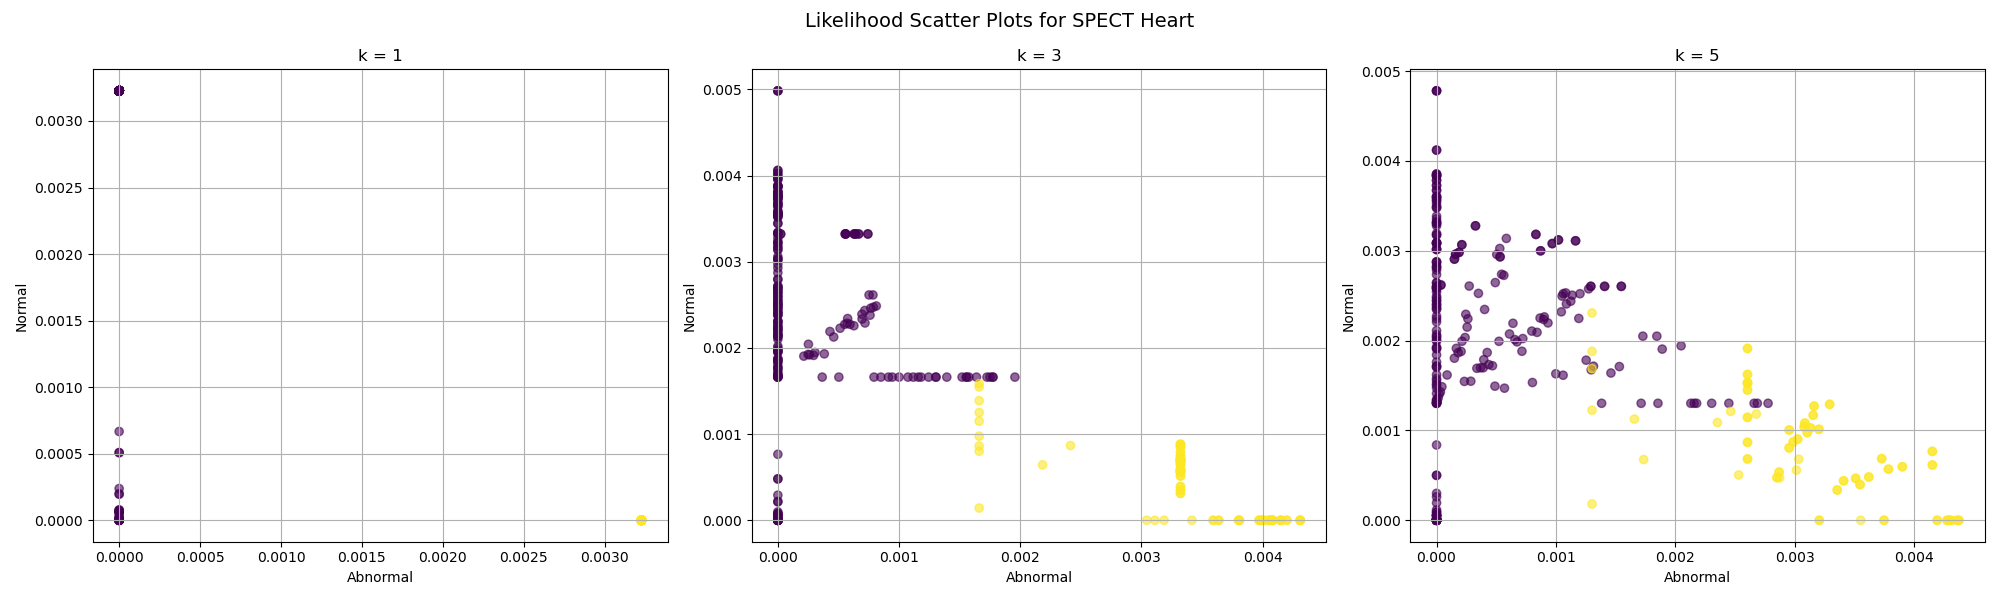 Likelihood Scatter Plots for SPECT Heart
k = 1
0.0030
0.0025
0.0020
0.0015
0.0010
0.0005
0.0000
Normal
0.0000 0.0005 0.0010 0.0015 0.0020 0.0025 0.0030
Abnormal
k = 3
0.005
0.004
0.003
0.002
0.001
0.000
Normal
0.000 0.001 0.002 0.003 0.004
Abnormal
k = 5
0.005
0.004
0.003
0.002
0.001
0.000
Normal
0.000 0.001 0.002 0.003 0.004
Abnormal